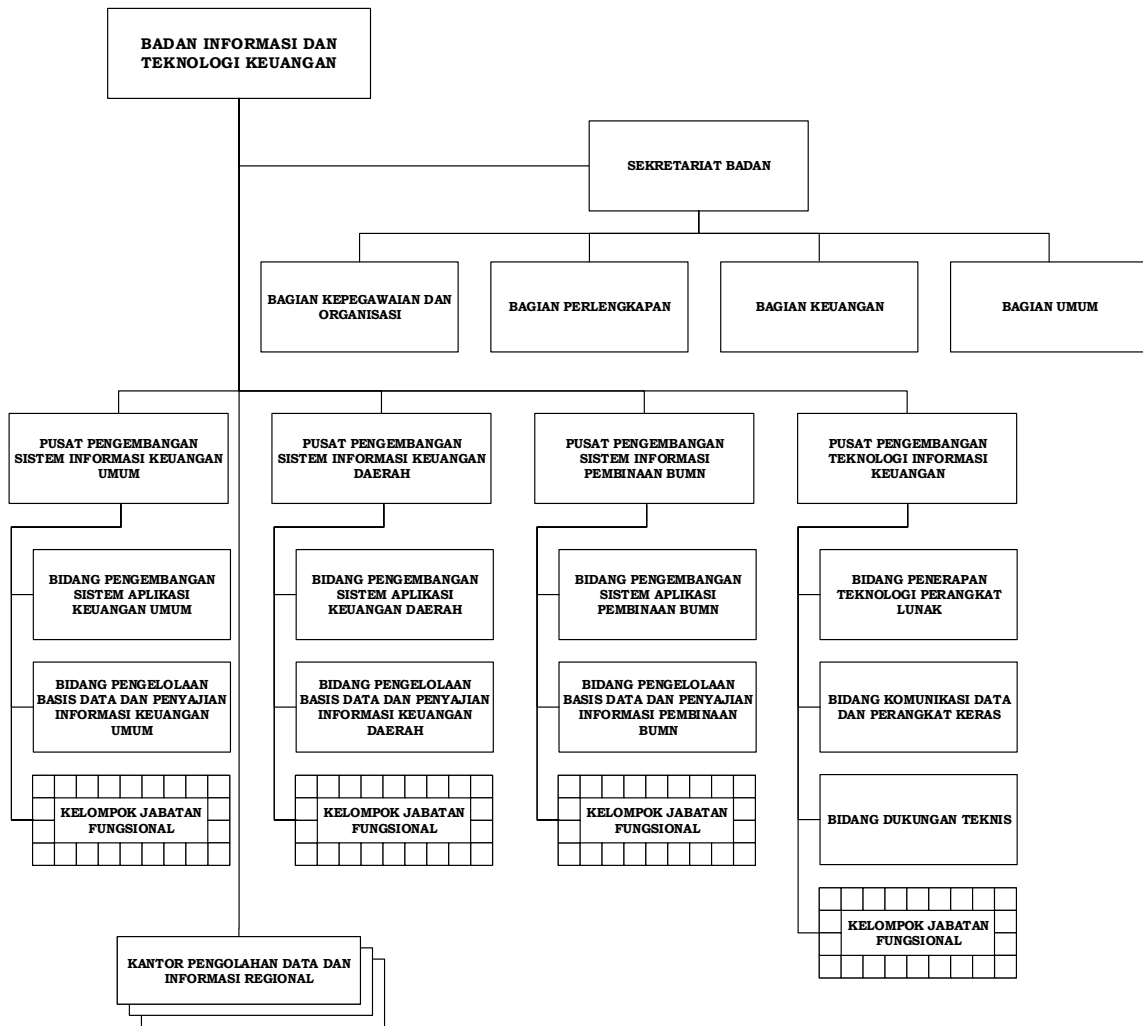 BADAN INFORMASI DAN
TEKNOLOGI KEUANGAN
SEKRETARIAT BADAN
BAGIAN KEPEGAWAIAN DAN
ORGANISASI
BAGIAN PERLENGKAPAN
BAGIAN KEUANGAN
BAGIAN UMUM
PUSAT PENGEMBANGAN
SISTEM INFORMASI KEUANGAN
UMUM
PUSAT PENGEMBANGAN
SISTEM INFORMASI KEUANGAN
DAERAH
PUSAT PENGEMBANGAN
SISTEM INFORMASI
PEMBINAAN BUMN
PUSAT PENGEMBANGAN
TEKNOLOGI INFORMASI
KEUANGAN
BIDANG PENGEMBANGAN
SISTEM APLIKASI
KEUANGAN UMUM
BIDANG PENGEMBANGAN
SISTEM APLIKASI
KEUANGAN DAERAH
BIDANG PENGEMBANGAN
SISTEM APLIKASI
PEMBINAAN BUMN
BIDANG PENERAPAN
TEKNOLOGI PERANGKAT
LUNAK
BIDANG PENGELOLAAN
BASIS DATA DAN PENYAJIAN
INFORMASI KEUANGAN
UMUM
BIDANG PENGELOLAAN
BASIS DATA DAN PENYAJIAN
INFORMASI KEUANGAN
DAERAH
BIDANG PENGELOLAAN
BASIS DATA DAN PENYAJIAN
INFORMASI PEMBINAAN
BUMN
BIDANG KOMUNIKASI DATA
DAN PERANGKAT KERAS
KELOMPOK JABATAN
FUNGSIONAL
KELOMPOK JABATAN
FUNGSIONAL
KELOMPOK JABATAN
FUNGSIONAL
BIDANG DUKUNGAN TEKNIS
KELOMPOK JABATAN
FUNGSIONAL
KANTOR PENGOLAHAN DATA DAN
INFORMASI REGIONAL